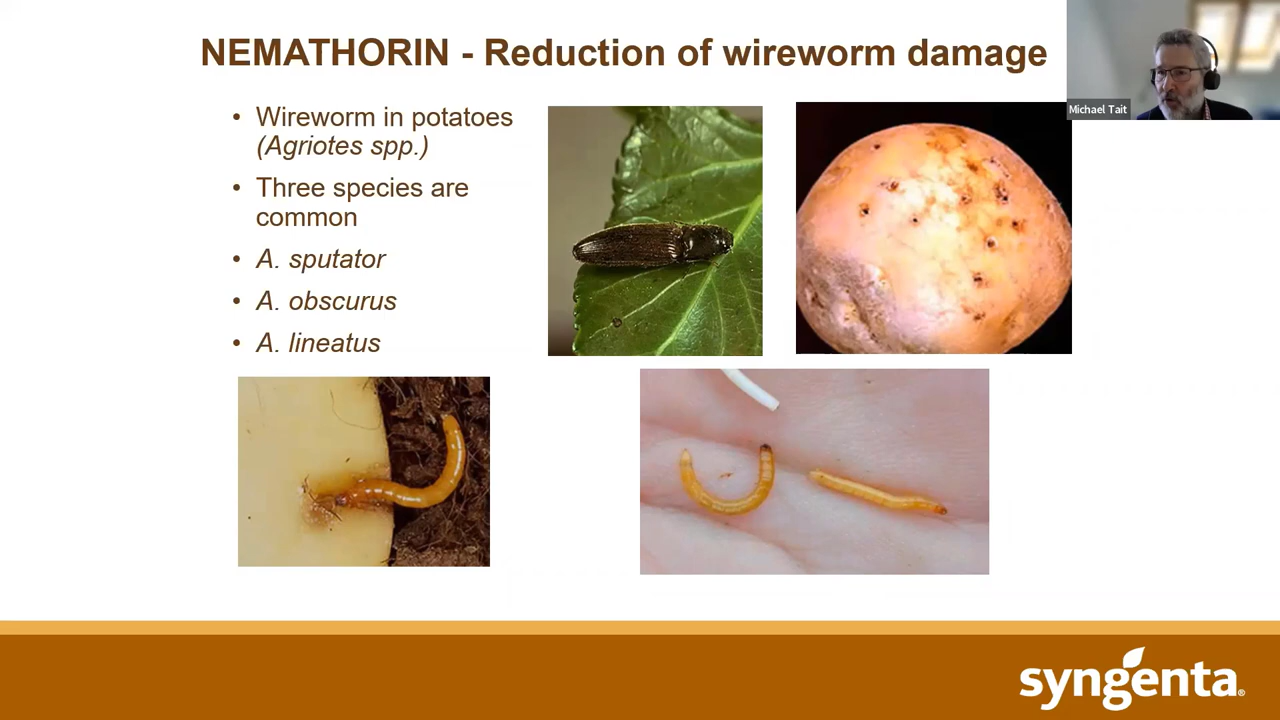 NEMATHORIN - Reduction of wireworm damage
Michael Tait
• Wireworm in potatoes
(Agriotes spp.)
• Three species are
common
• A. sputator
• A. obscurus
• A. lineatus
syngenta®